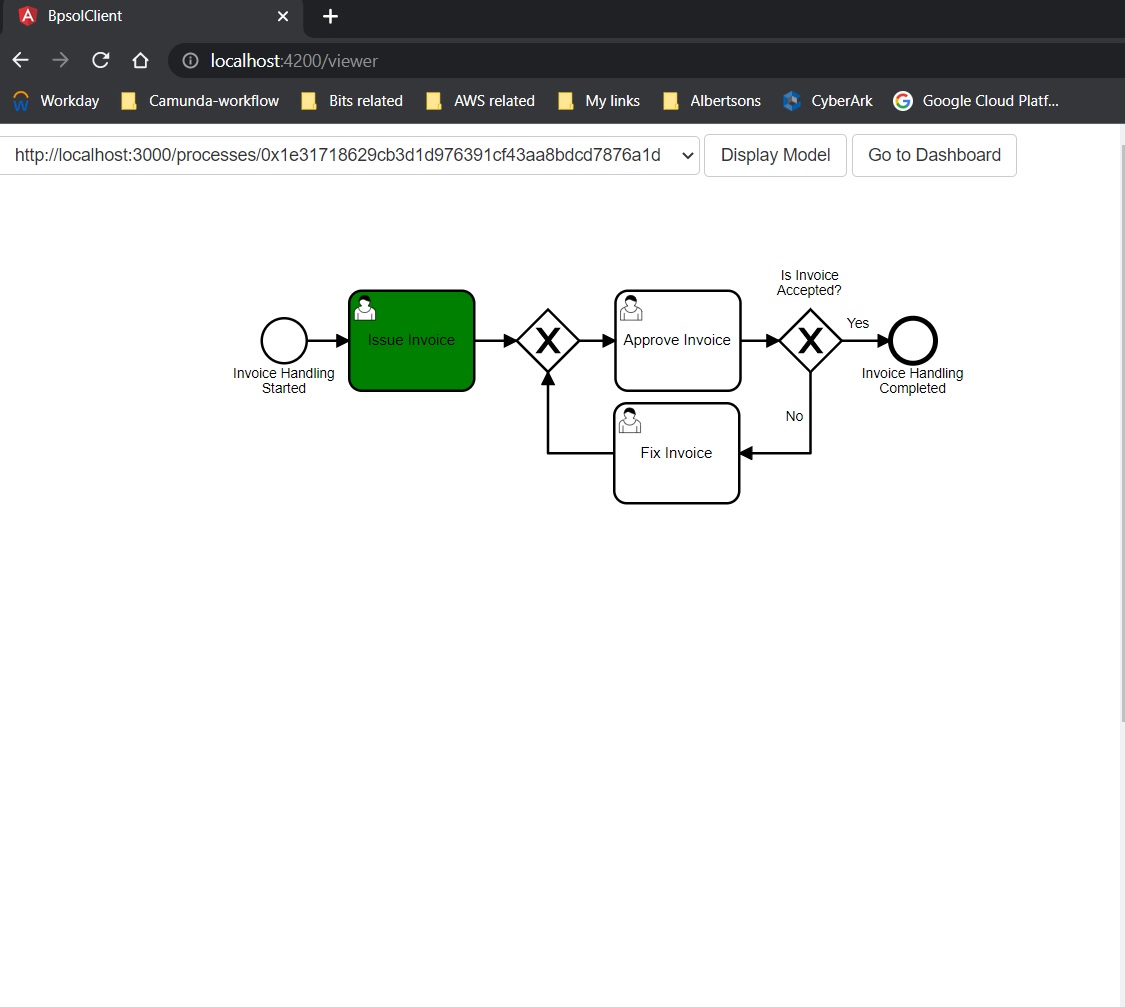 BpsolClient
localhost:4200/viewer
Workday Camunda-workflow Bits related AWS related My links Albertsons CyberArk Google Cloud Platf...
http://localhost:3000/processes/0x1e31718629cb3d1d976391cf43aa8bdcd7876a1d Display Model Go to Dashboard
Is Invoice
Accepted?
Issue Invoice
Approve Invoice
Yes
Invoice Handling
Started
Invoice Handling
Completed
No
Fix Invoice